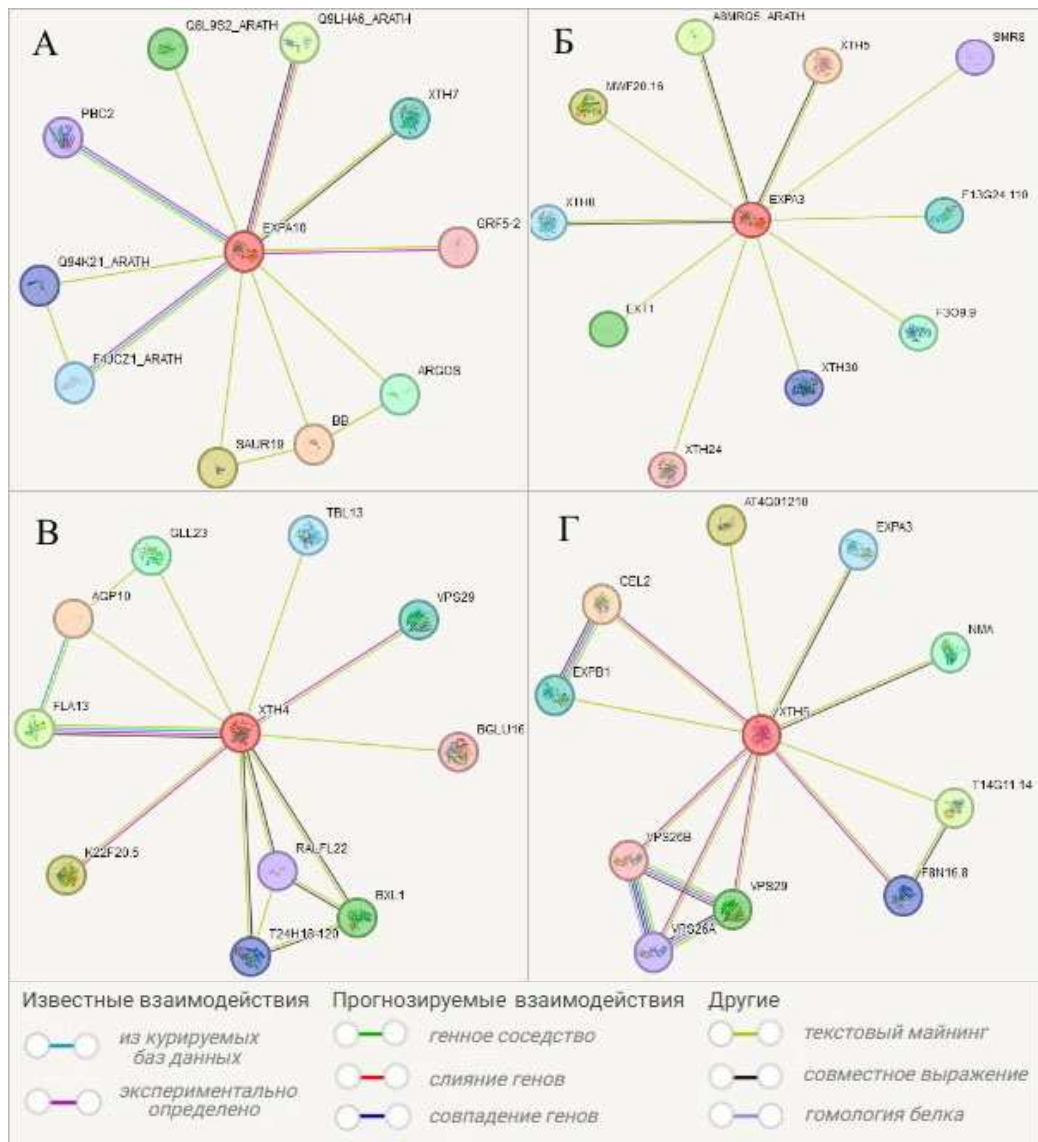 А
Q8L9S2_ARATH
Q9LHA6_ARATH
PBC2
XTH7
EXPA10
GRF5-2
Q94K21_ARATH
F4JCZ1_ARATH
ARGOS
BB
SAUR19
Б
A8MRQ5_ARATH
XTH5
SMR8
MWF20.16
EXPA3
F13G24.110
EXT1
F3O9.9
XTH30
XTH24
В
GLL23
TBL13
AGP10
VPS29
FLA13
XTH4
BGLU16
K22F20.5
RALFL22
BXL1
T24H18-120
Г
AT4G01210
EXPA3
CEL2
NMA
EXPB1
XTH5
T14G11.14
VPS26B
F8N16.8
VPS29
VPS26A
Известные взаимодействия
из курируемых
баз данных
экспериментально
определено
Прогнозируемые взаимодействия
генное соседство
слияние генов
совпадение генов
Другие
текстовый майнинг
совместное выражение
гомология белка